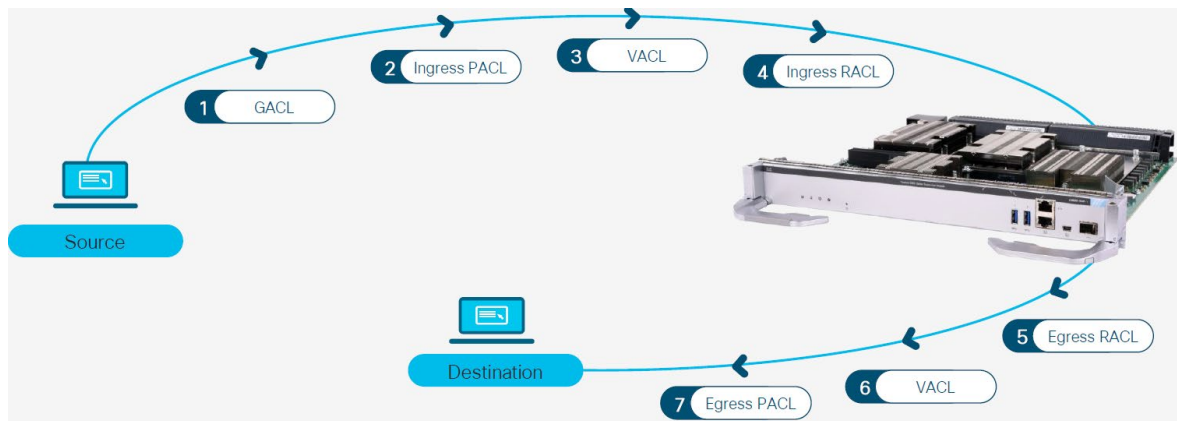 1 GACL
2 Ingress PACL
3 VACL
4 Ingress RACL
Source
Destination
5 Egress RACL
6 VACL
7 Egress PACL